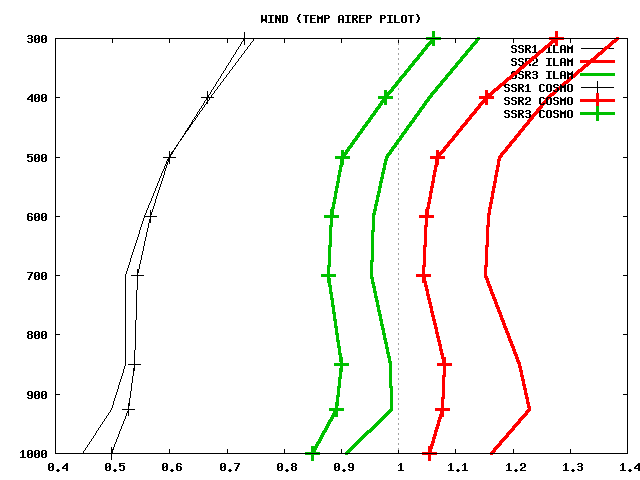 WIND (TEMP AIREP PILOT)
300
400
500
600
700
800
900
1000
SSR1 ILAM
SSR2 ILAM
SSR3 ILAM
SSR1 COSMO
SSR2 COSMO
SSR3 COSMO
0.4 0.5 0.6 0.7 0.8 0.9 1 1.1 1.2 1.3 1.4